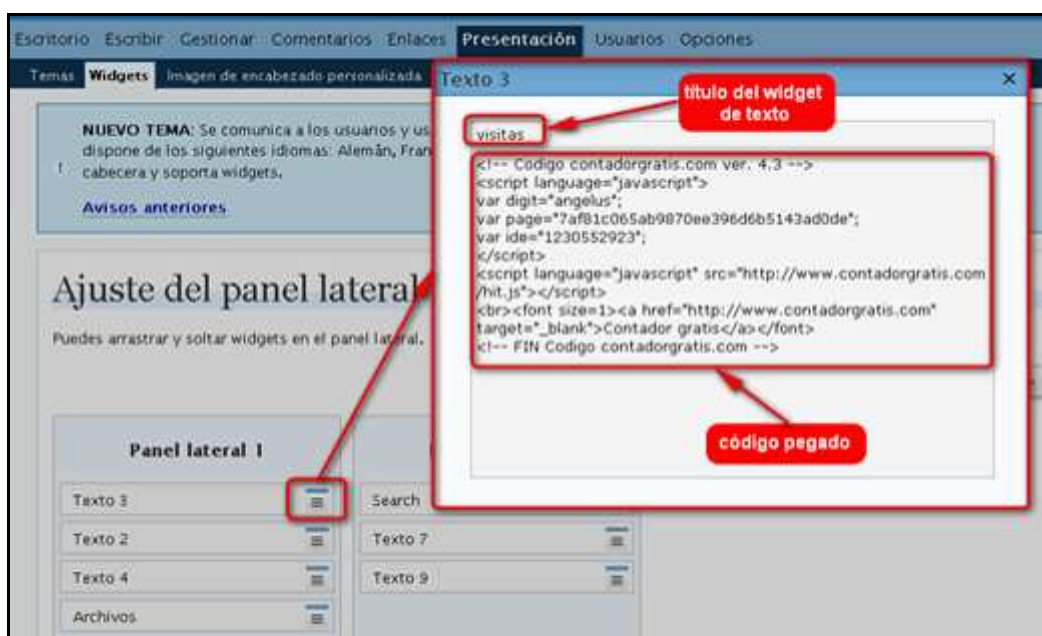 Escritorio Escribir Gestionar Comentarios Enlaces Presentación Usuarios Opciones
Temas Widgets Imagen de encabezado personalizada
Texto 3
título del widget
de texto
visitas
<!-- Codigo contadorgratis.com ver. 4.3 -->
<script language="javascript">
var digit="angelus";
var page="7af81c065ab9870ee396d6b5143ad0de";
var ide="1230552923";
</script>
<script language="javascript" src="http://www.contadorgratis.com
/hit.js"></script>
<br><font size=1><a href="http://www.contadorgratis.com"
target="_blank">Contador gratis</a></font>
<!-- FIN Codigo contadorgratis.com -->
código pegado
NUEVO TEMA: Se comunica a los usuarios y us
dispone de los siguientes idiomas: Alemán, Fran
! cabecera y soporta widgets.
Avisos anteriores
Ajuste del panel lateral
Puedes arrastrar y soltar widgets en el panel lateral.
Panel lateral 1
Texto 3
Texto 2
Texto 4
Archivos
Search
Texto 7
Texto 9